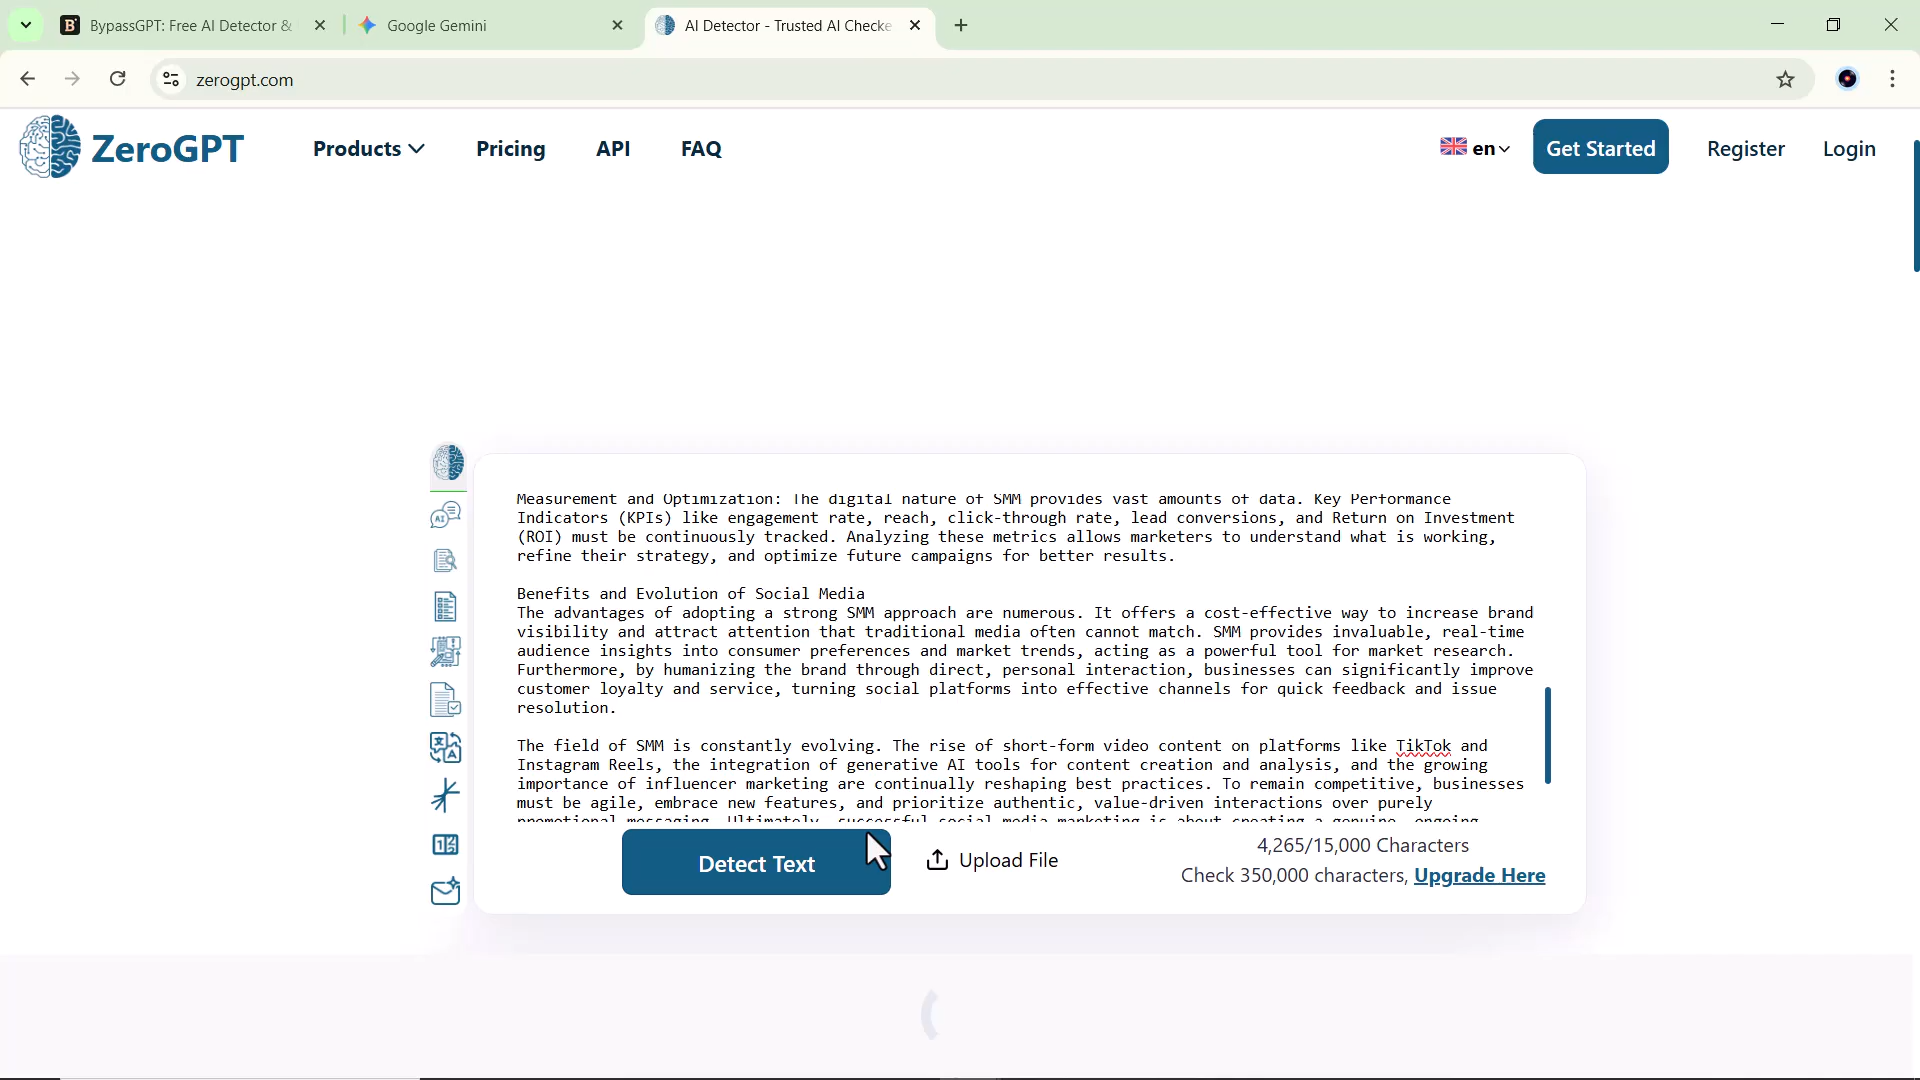 BypassGPT: Free AI Detector &
Google Gemini
AI Detector - Trusted AI Checke
zerogpt.com
ZeroGPT
Products
Pricing
API
FAQ
en
Get Started
Register
Login
Measurement and Optimization: The digital nature of SMM provides vast amounts of data. Key Performance
Indicators (KPIs) like engagement rate, reach, click-through rate, lead conversions, and Return on Investment
(ROI) must be continuously tracked. Analyzing these metrics allows marketers to understand what is working,
refine their strategy, and optimize future campaigns for better results.
Benefits and Evolution of Social Media
The advantages of adopting a strong SMM approach are numerous. It offers a cost-effective way to increase brand
visibility and attract attention that traditional media often cannot match. SMM provides invaluable, real-time
audience insights into consumer preferences and market trends, acting as a powerful tool for market research.
Furthermore, by humanizing the brand through direct, personal interaction, businesses can significantly improve
customer loyalty and service, turning social platforms into effective channels for quick feedback and issue
resolution.
The field of SMM is constantly evolving. The rise of short-form video content on platforms like TikTok and
Instagram Reels, the integration of generative AI tools for content creation and analysis, and the growing
importance of influencer marketing are continually reshaping best practices. To remain competitive, businesses
must be agile, embrace new features, and prioritize authentic, value-driven interactions over purely
promotional messaging. Ultimately, successful social media marketing is about creating a genuine, ongoing
Detect Text
Upload File
4,265/15,000 Characters
Check 350,000 characters, Upgrade Here